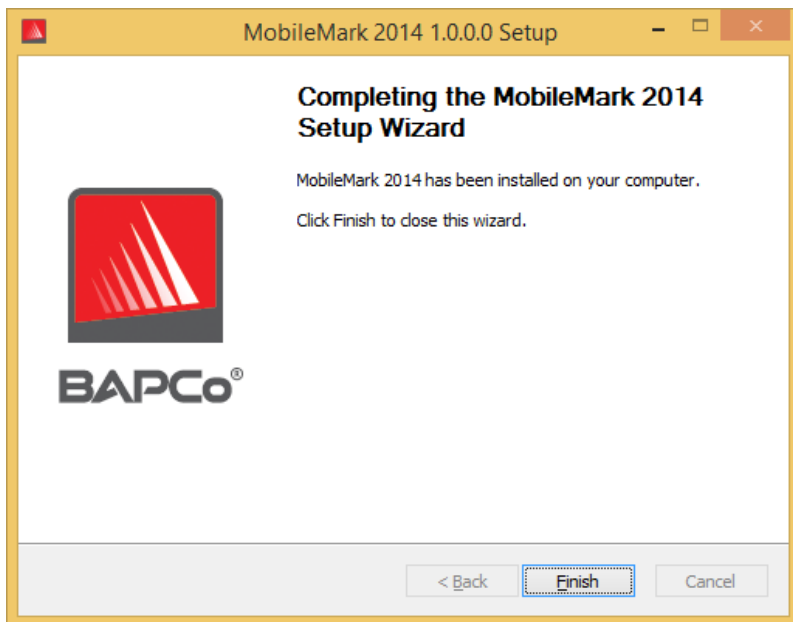 MobileMark 2014 1.0.0.0 Setup
Completing the MobileMark 2014
Setup Wizard
MobileMark 2014 has been installed on your computer.
Click Finish to close this wizard.
BAPCo®
< Back
Finish
Cancel